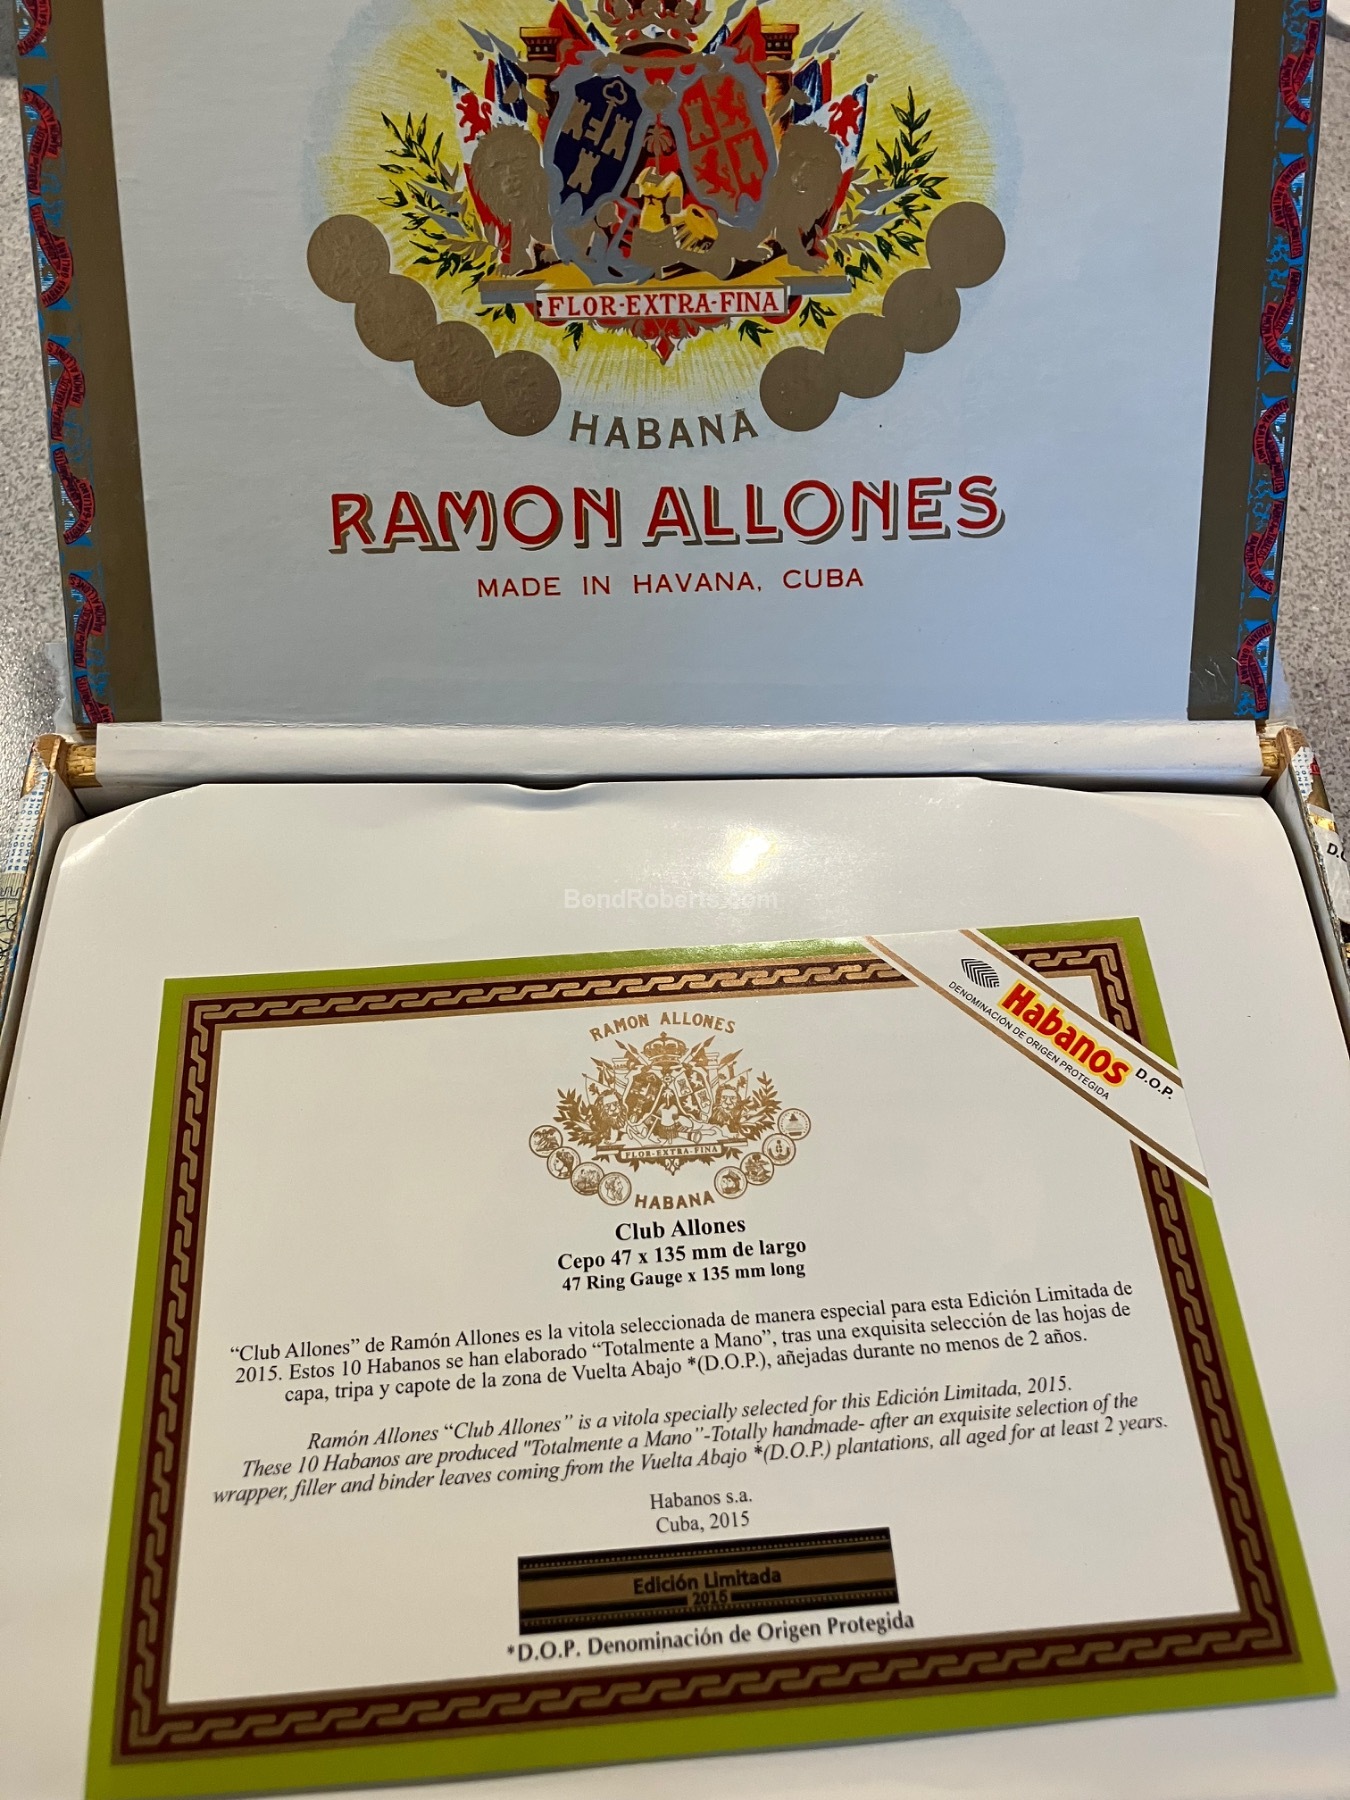 FLOR-EXTRA-FINA
HABANA
RAMON ALLONES
MADE IN HAVANA, CUBA
BondRoberts.com
Habanos D.O.P.
DENOMINACIÓN DE ORIGEN PROTEGIDA
RAMON ALLONES
FLOR-EXTRA-FINA
HABANA
Club Allones
Cepo 47 x 135 mm de largo
47 Ring Gauge x 135 mm long
“Club Allones” de Ramón Allones es la vitola seleccionada de manera especial para esta Edición Limitada de
2015. Estos 10 Habanos se han elaborado “Totalmente a Mano”, tras una exquisita selección de las hojas de
capa, tripa y capote de la zona de Vuelta Abajo *(D.O.P.), añejadas durante no menos de 2 años.
Ramón Allones “Club Allones” is a vitola specially selected for this Edición Limitada, 2015.
These 10 Habanos are produced "Totalmente a Mano"-Totally handmade- after an exquisite selection of the
wrapper, filler and binder leaves coming from the Vuelta Abajo *(D.O.P.) plantations, all aged for at least 2 years.
Habanos s.a.
Cuba, 2015
Edición Limitada
2015
*D.O.P. Denominación de Origen Protegida